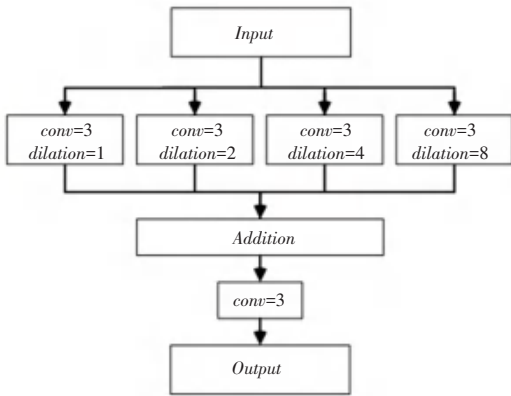 Input
conv=3
dilation=1
conv=3
dilation=2
conv=3
dilation=4
conv=3
dilation=8
Addition
conv=3
Output